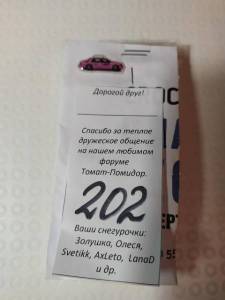 Дорогой друг!
Спасибо за теплое
дружеское общение
на нашем любимом
форуме
Томат-Помидор.
2021
Ваши снегурочки:
Золушка, Олеся,
Svetikk, AxLeto, LanaD
и др.